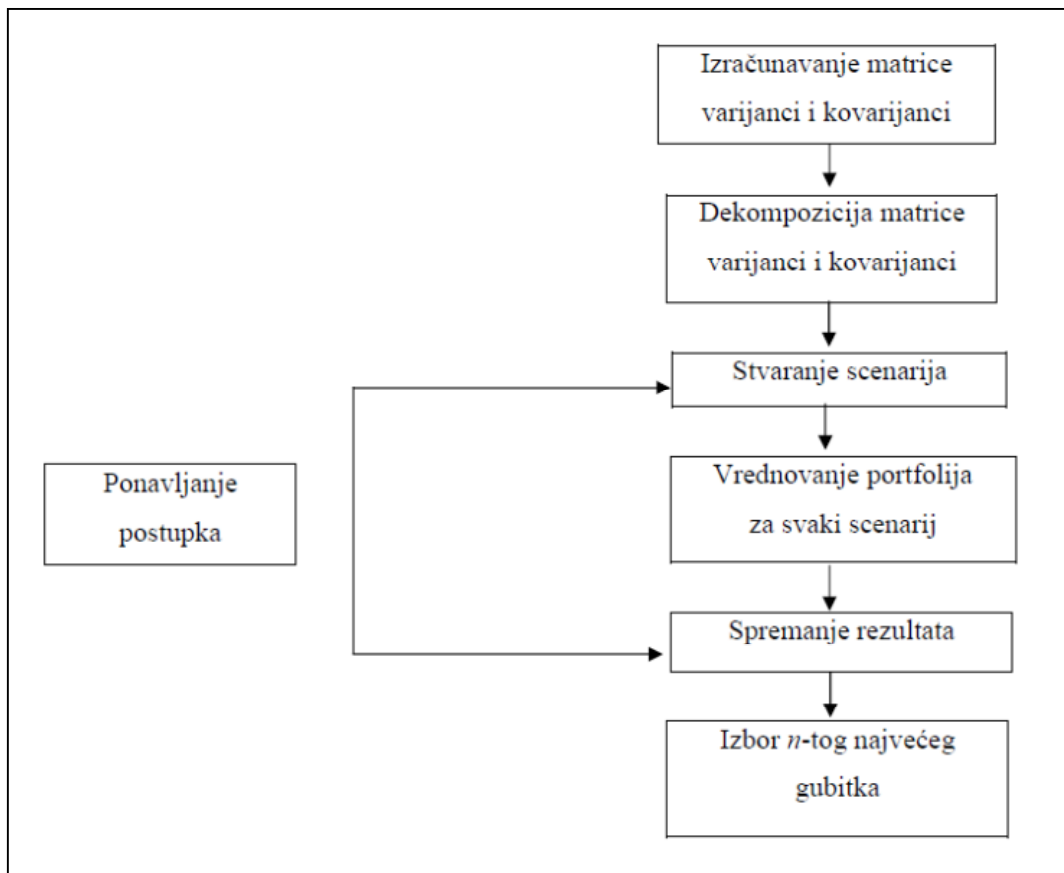 Izračunavanje matrice
varijanci i kovarijanci
Dekompozicija matrice
varijanci i kovarijanci
Stvaranje scenarija
Ponavljanje
postupka
Vrednovanje portfolija
za svaki scenarij
Spremanje rezultata
Izbor n-tog najvećeg
gubitka